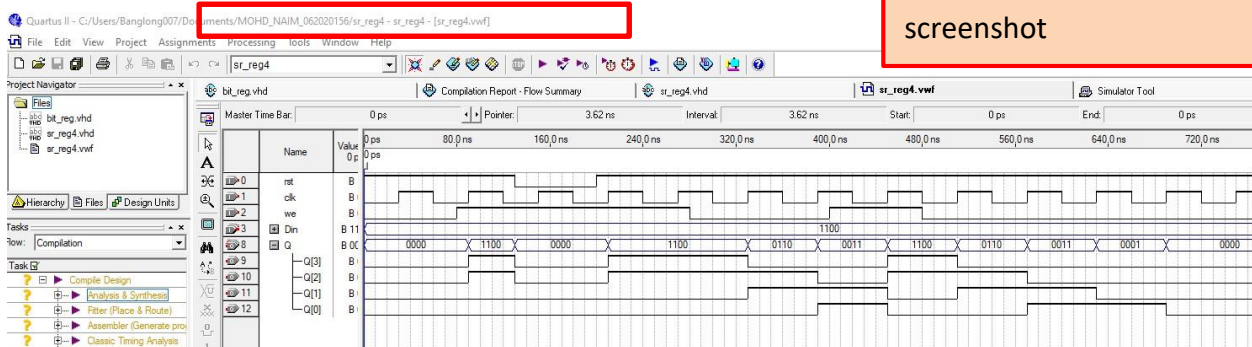 Quartus II - C:/Users/Banglong007/Documents/MOHD_NAIM_062020156/sr_reg4 - sr_reg4 - [sr_reg4.vwf]
screenshot
File Edit View Project Assignments Processing Tools Window Help
sr_reg4
Project Navigator
Files
bit_reg.vhd
sr_reg4.vhd
sr_reg4.vwf
Hierarchy Files Design Units
Tasks
Flow: Compilation
Task
Compile Design
Analysis & Synthesis
Fitter (Place & Route)
Assembler (Generate pro
Classic Timing Analysis
bit_reg.vhd Compilation Report - Flow Summary sr_reg4.vhd sr_reg4.vwf Simulator Tool
Master Time Bar: 0 ps Pointer: 3.62 ns Interval: 3.62 ns Start: 0 ps End: 0 ps
Name Value 0 ps 80.0 ns 160.0 ns 240.0 ns 320.0 ns 400.0 ns 480.0 ns 560.0 ns 640.0 ns 720.0 ns
0 p 0 ps
0 rst B
1 clk B
2 we B
3 Din B 11 1100
8 Q B 00 0000 1100 0000 1100 0110 0011 1100 0110 0011 0001 0000
9 Q[3] B
10 Q[2] B
11 Q[1] B
12 Q[0] B